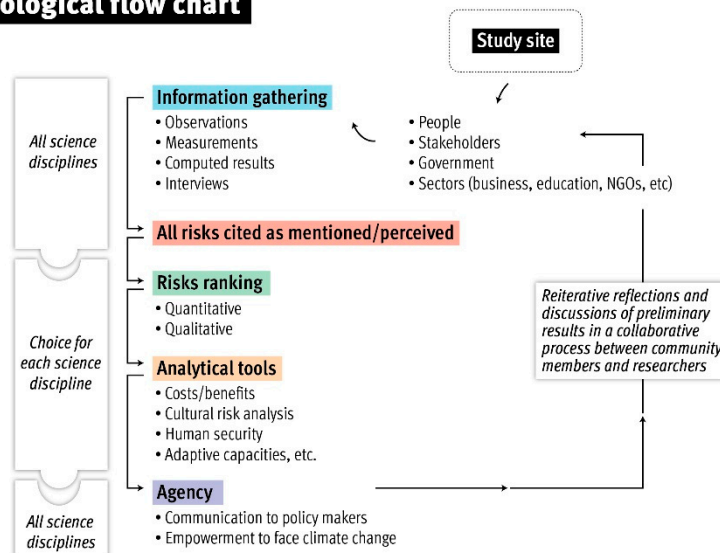 ological flow chart
Study site
Information gathering
• Observations
• Measurements
• Computed results
• Interviews
• People
• Stakeholders
• Government
• Sectors (business, education, NGOs, etc)
All science
disciplines
All risks cited as mentioned/perceived
Risks ranking
• Quantitative
• Qualitative
Choice for
each science
discipline
Analytical tools
• Costs/benefits
• Cultural risk analysis
• Human security
• Adaptive capacities, etc.
Reiterative reflections and
discussions of preliminary
results in a collaborative
process between community
members and researchers
Agency
• Communication to policy makers
• Empowerment to face climate change
All science
disciplines